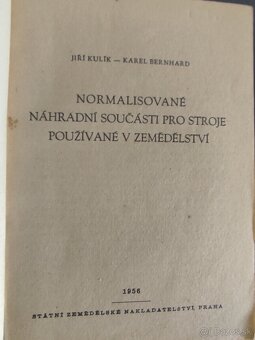 JIŘÍ KULÍK — KAREL BERNHARD
NORMALISOVANÉ
NÁHRADNÍ SOUČÁSTI PRO STROJE
POUŽÍVANÉ V ZEMĚDĚLSTVÍ
1956
STÁTNÍ ZEMĚDĚLSKÉ NAKLADATELSTVÍ, PRAHA